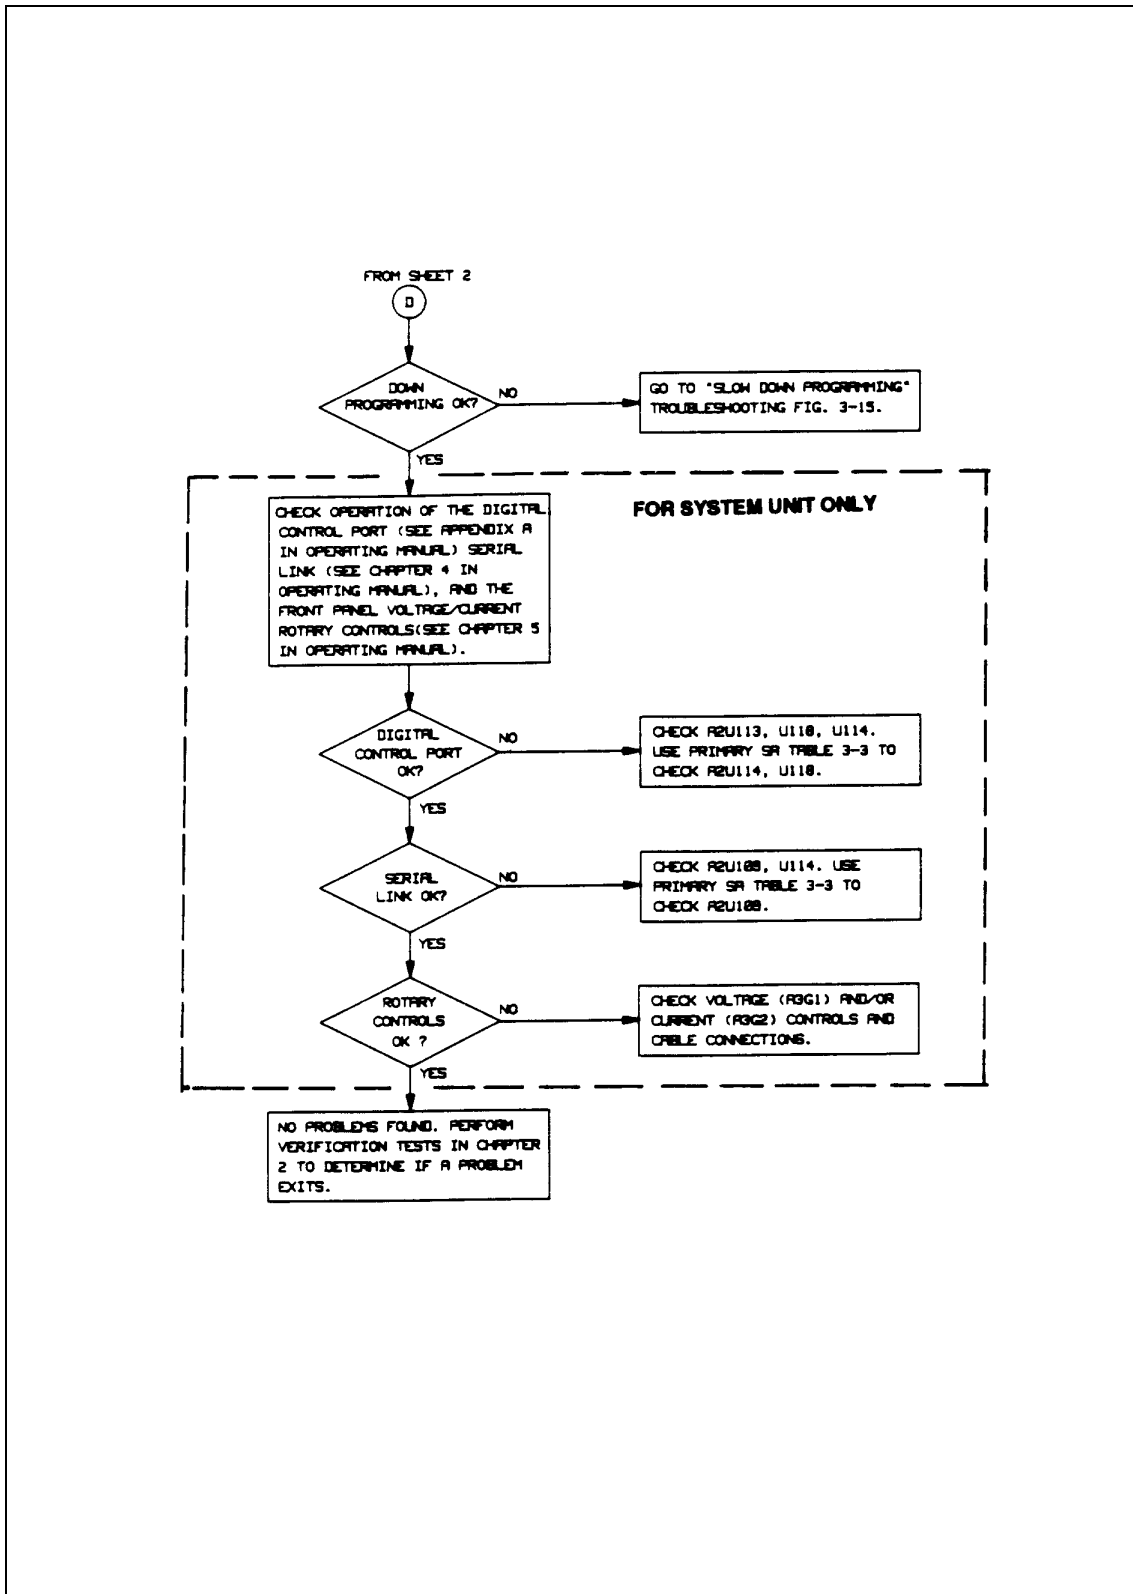 FROM SHEET 2
D
DOWN
PROGRAMMING OK?
NO
GO TO "SLOW DOWN PROGRAMMING"
TROUBLESHOOTING FIG. 3-15.
YES
FOR SYSTEM UNIT ONLY
CHECK OPERATION OF THE DIGITAL
CONTROL PORT (SEE APPENDIX A
IN OPERATING MANUAL) SERIAL
LINK (SEE CHAPTER 4 IN
OPERATING MANUAL), AND THE
FRONT PANEL VOLTAGE/CURRENT
ROTARY CONTROLS(SEE CHAPTER 5
IN OPERATING MANUAL).
DIGITAL
CONTROL PORT
OK?
NO
CHECK A2U113, U114.
USE PRIMARY SA TABLE 3-3 TO
CHECK A2U114,
YES
SERIAL
LINK OK?
NO
CHECK U114. USE
PRIMARY SA TABLE 3-3 TO
CHECK
YES
ROTARY
CONTROLS
OK ?
NO
CHECK VOLTAGE (A3G1) AND/OR
CURRENT (A3G2) CONTROLS AND
CABLE CONNECTIONS.
YES
NO PROBLEMS FOUND. PERFORM
VERIFICATION TESTS IN CHAPTER
2 TO DETERMINE IF A PROBLEM
EXITS.